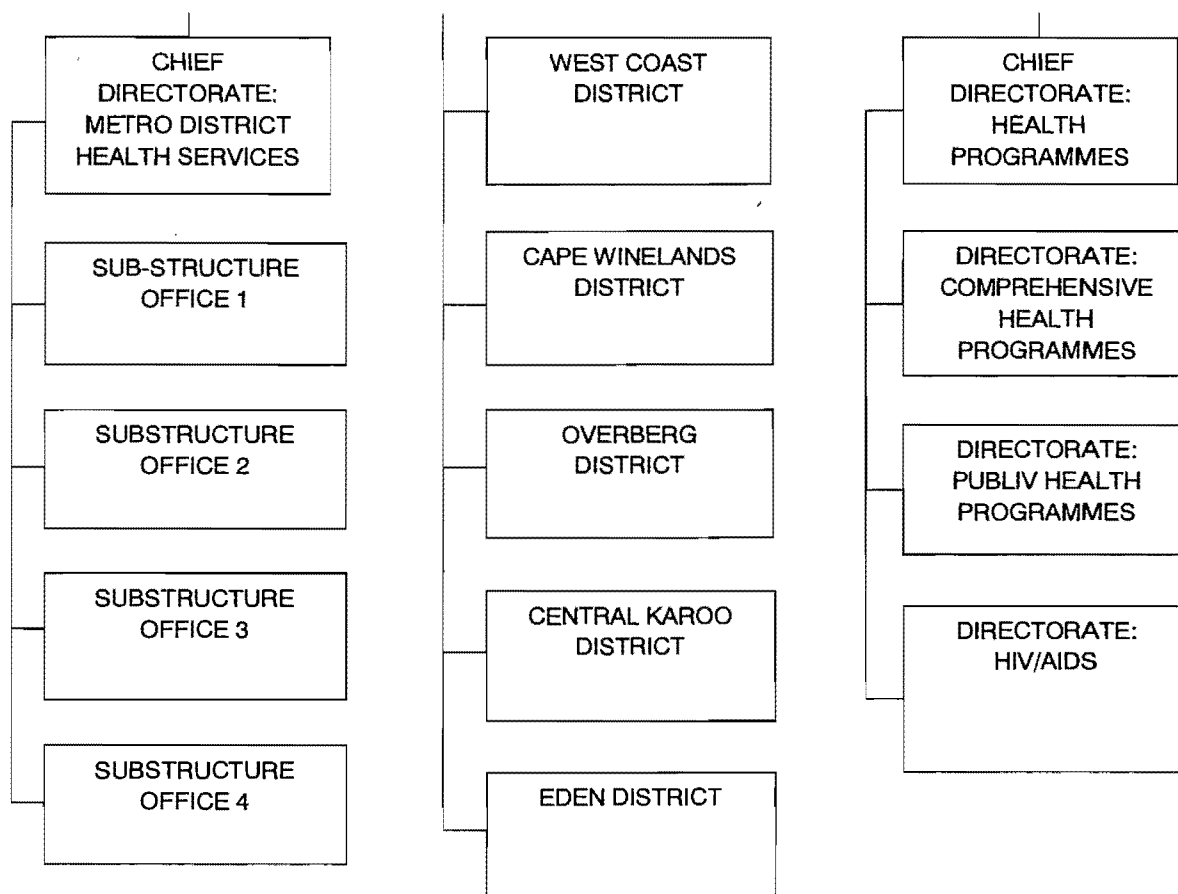 CHIEF
DIRECTORATE:
METRO DISTRICT
HEALTH SERVICES
SUB-STRUCTURE
OFFICE 1
SUBSTRUCTURE
OFFICE 2
SUBSTRUCTURE
OFFICE 3
SUBSTRUCTURE
OFFICE 4
WEST COAST
DISTRICT
CAPE WINELANDS
DISTRICT
OVERBERG
DISTRICT
CENTRAL KAROO
DISTRICT
EDEN DISTRICT
CHIEF
DIRECTORATE:
HEALTH
PROGRAMMES
DIRECTORATE:
COMPREHENSIVE
HEALTH
PROGRAMMES
DIRECTORATE:
PUBLIV HEALTH
PROGRAMMES
DIRECTORATE:
HIV/AIDS